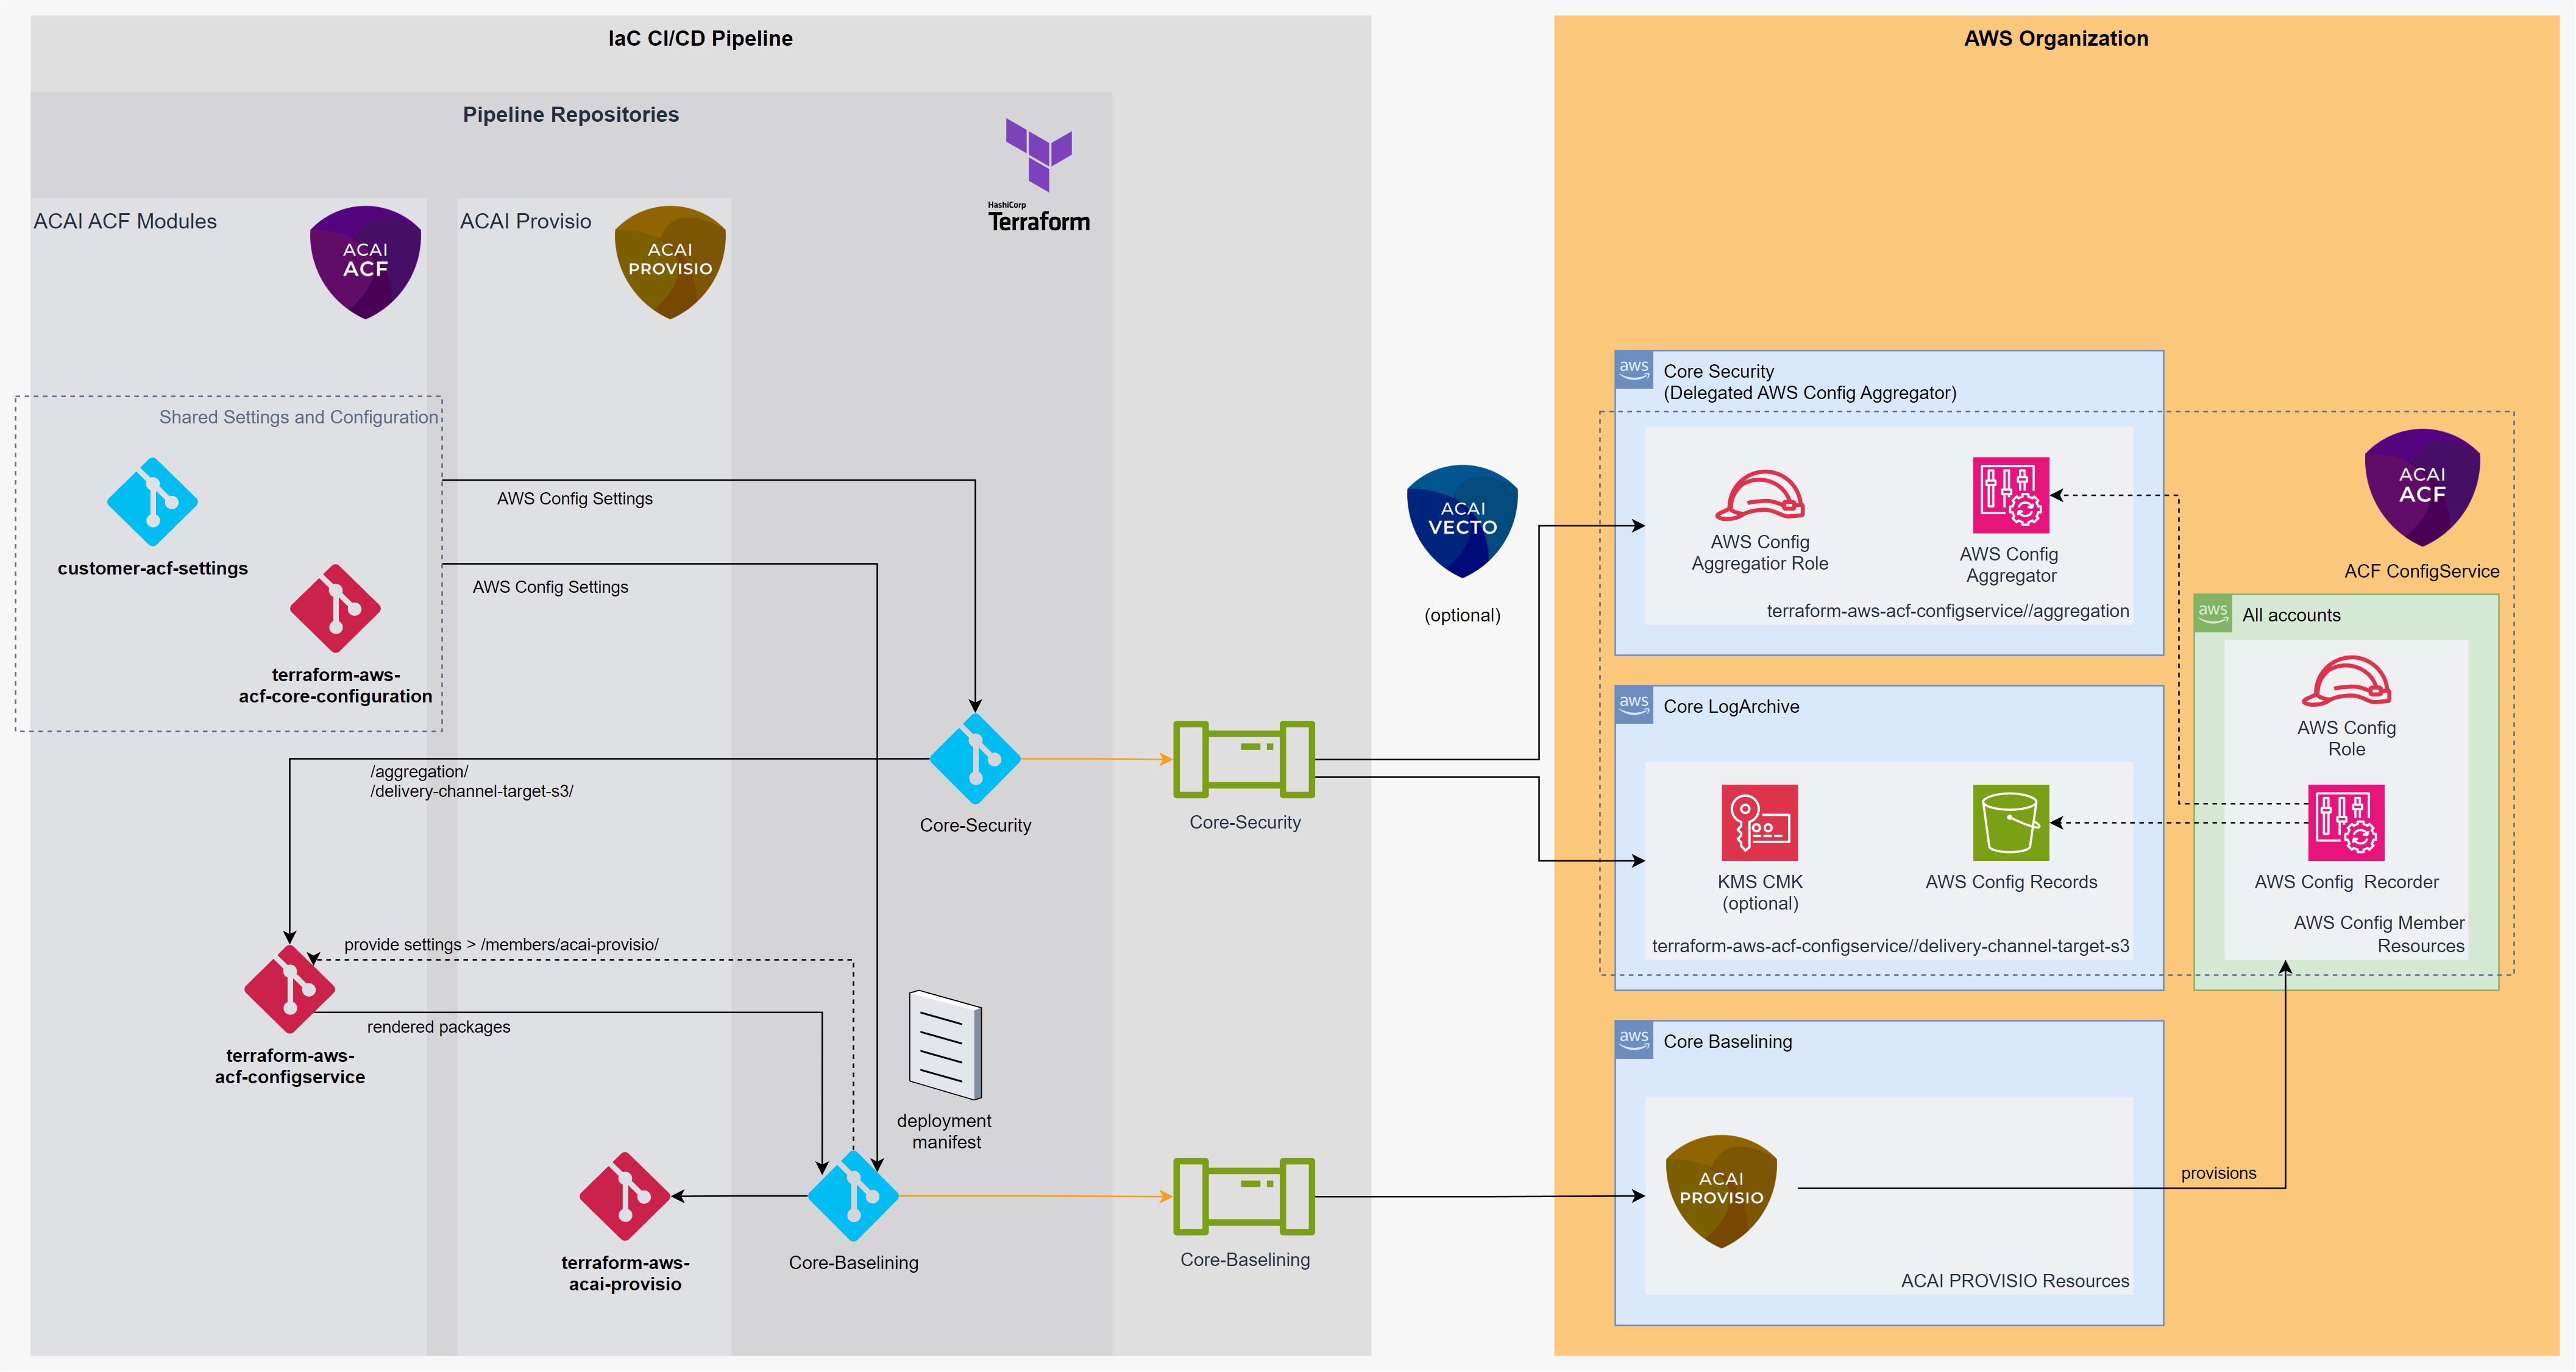 IaC CI/CD Pipeline
Pipeline Repositories
HashiCorp
Terraform
ACAI ACF Modules
ACAI
ACF
ACAI Provisio
ACAI
PROVISIO
Shared Settings and Configuration
customer-acf-settings
terraform-aws-
acf-core-configuration
AWS Config Settings
AWS Config Settings
/aggregation/
/delivery-channel-target-s3/
Core-Security
Core-Security
provide settings > /members/acai-provisio/
rendered packages
terraform-aws-
acf-configservice
deployment
manifest
terraform-aws-
acai-provisio
Core-Baselining
Core-Baselining
ACAI
VECTO
(optional)
AWS Organization
aws
Core Security
(Delegated AWS Config Aggregator)
AWS Config
Aggregatior Role
AWS Config
Aggregator
terraform-aws-acf-configservice//aggregation
ACAI
ACF
ACF ConfigService
aws
Core LogArchive
KMS CMK
(optional)
AWS Config Records
terraform-aws-acf-configservice//delivery-channel-target-s3
aws
All accounts
AWS Config
Role
AWS Config  Recorder
AWS Config Member
Resources
aws
Core Baselining
ACAI
PROVISIO
provisions
ACAI PROVISIO Resources